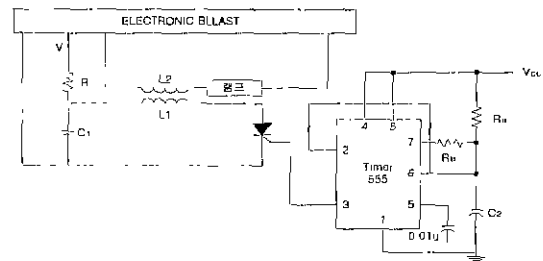 ELECTRONIC BLLAST
V
R
L2
램프
L1
C1
Vcc
4 8
RA
2
7
RB
Timer
555
6
3
5
C2
1
0.01u